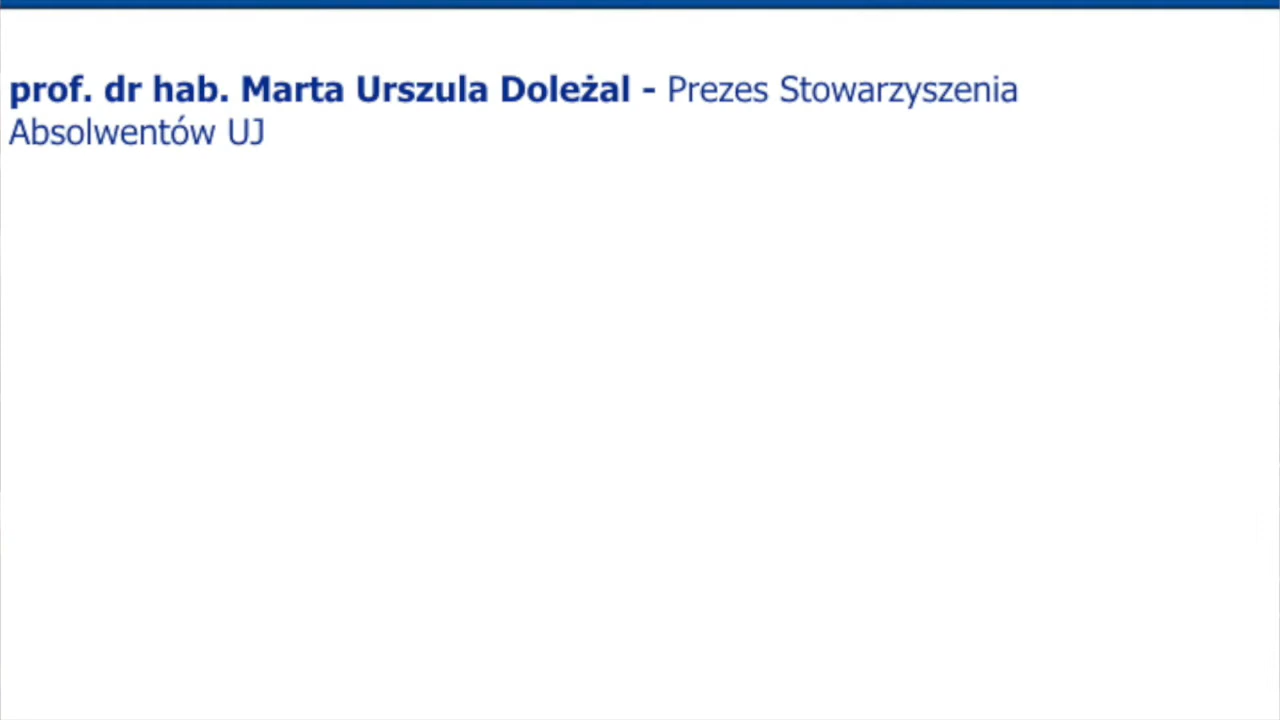 prof. dr hab. Marta Urszula Doleżal - Prezes Stowarzyszenia
Absolwentów UJ